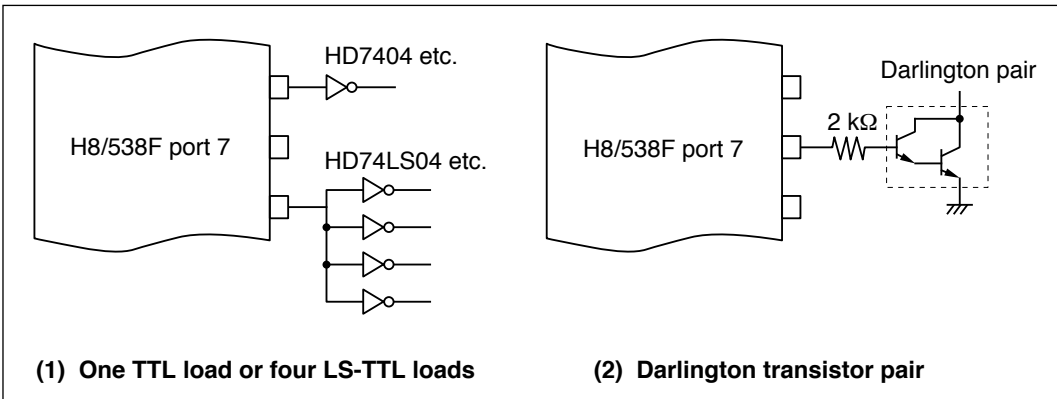 HD7404 etc.
H8/538F port 7
HD74LS04 etc.
(1) One TTL load or four LS-TTL loads
Darlington pair
2 kΩ
H8/538F port 7
(2) Darlington transistor pair